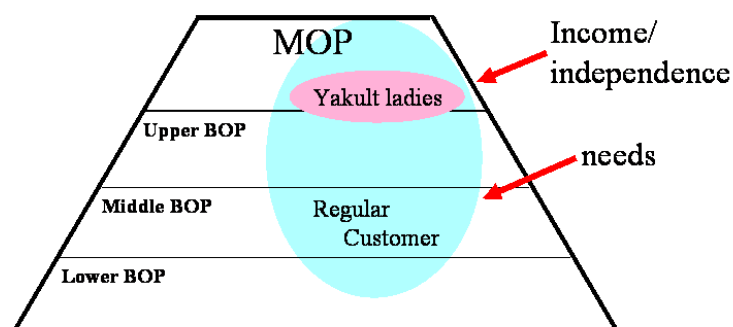 MOP
Income/
independence
Yakult ladies
Upper BOP
needs
Middle BOP
Regular
Customer
Lower BOP